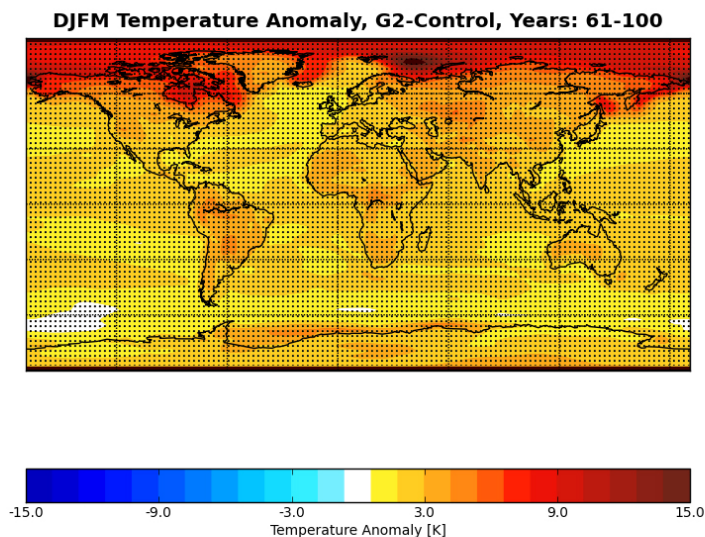 DJFM Temperature Anomaly, G2-Control, Years: 61-100
-15.0 -9.0 -3.0 3.0 9.0 15.0
Temperature Anomaly [K]